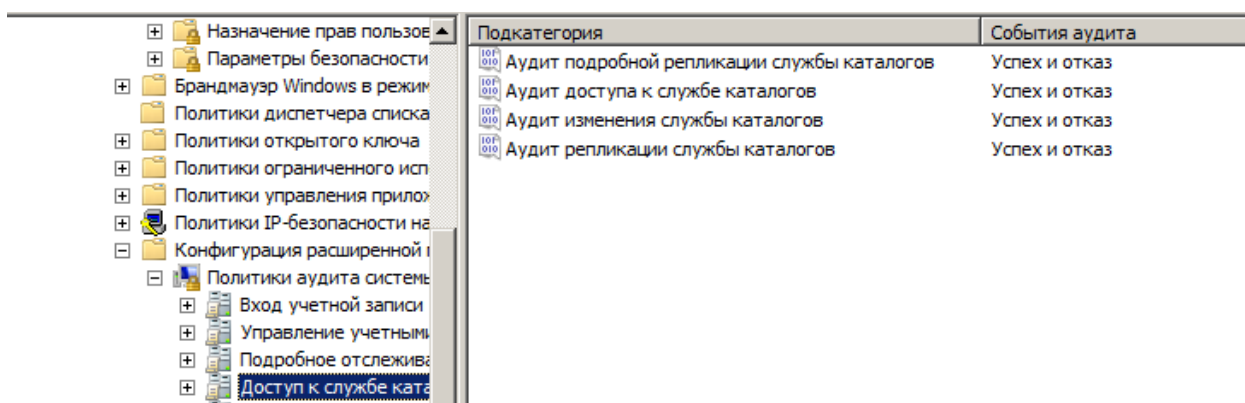 Назначение прав пользов
Параметры безопасности
Брандмауэр Windows в режим
Политики диспетчера списка
Политики открытого ключа
Политики ограниченного исп
Политики управления прилож
Политики IP-безопасности на
Конфигурация расширенной п
Политики аудита системы
Вход учетной записи
Управление учетными
Подробное отслежива
Доступ к службе ката
Подкатегория События аудита
Аудит подробной репликации службы каталогов Успех и отказ
Аудит доступа к службе каталогов Успех и отказ
Аудит изменения службы каталогов Успех и отказ
Аудит репликации службы каталогов Успех и отказ